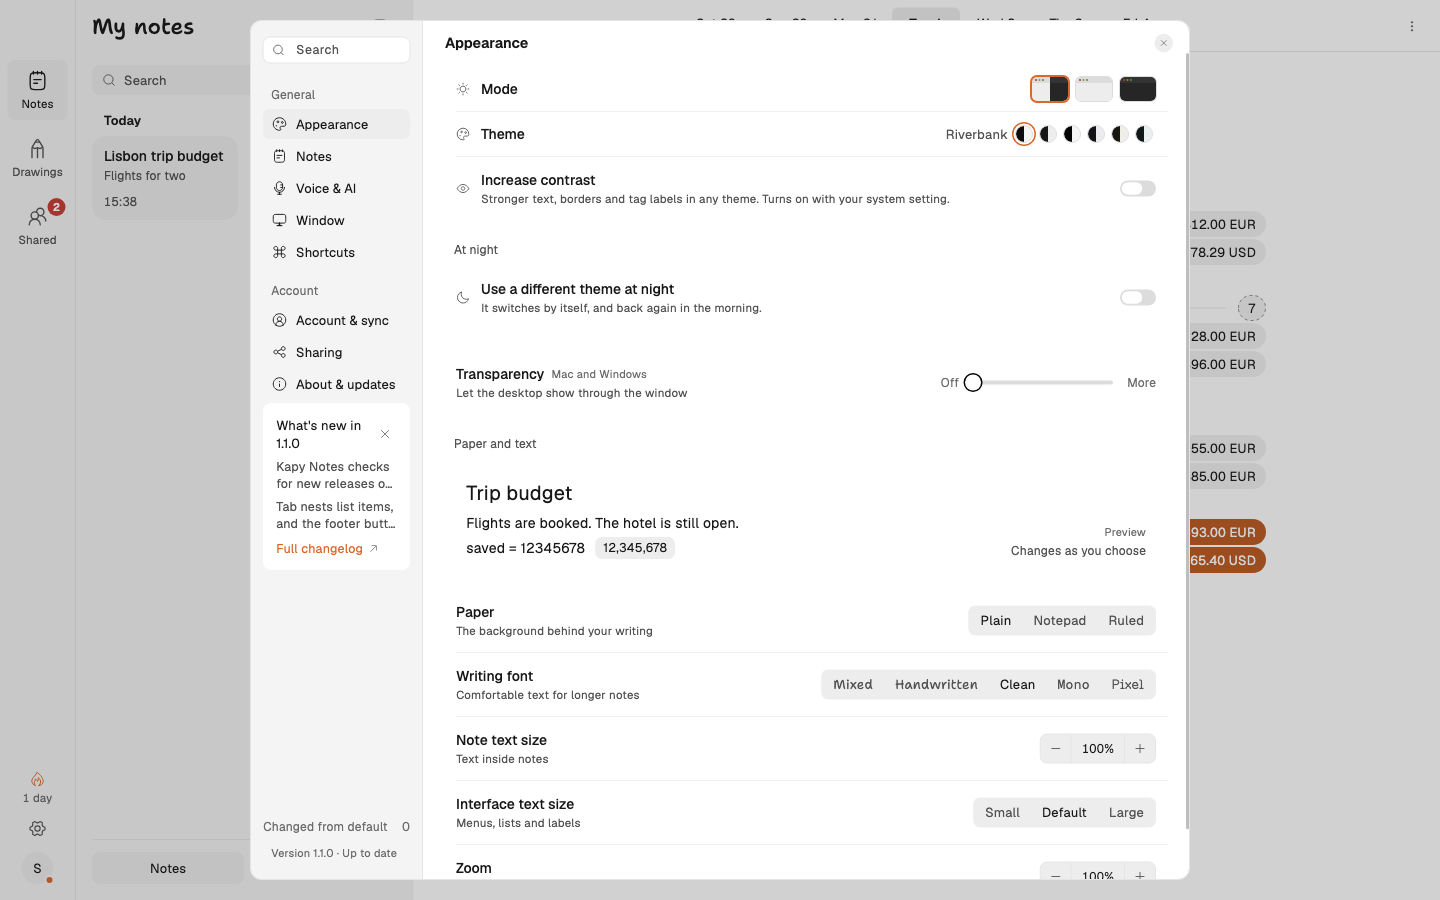 My notes
Notes
Drawings
2
Shared
1 day
S
Search
Today
Lisbon trip budget
Flights for two
15:38
Notes
Search
General
Appearance
Notes
Voice & AI
Window
Shortcuts
Account
Account & sync
Sharing
About & updates
What's new in
1.1.0
Kapy Notes checks
for new releases o...
Tab nests list items,
and the footer butt...
Full changelog
Changed from default 0
Version 1.1.0 · Up to date
Appearance
Mode
Theme
Riverbank
Increase contrast
Stronger text, borders and tag labels in any theme. Turns on with your system setting.
At night
Use a different theme at night
It switches by itself, and back again in the morning.
Transparency Mac and Windows
Let the desktop show through the window
Off
More
Paper and text
Trip budget
Flights are booked. The hotel is still open.
saved = 12345678 12,345,678
Preview
Changes as you choose
Paper
The background behind your writing
Plain Notepad Ruled
Writing font
Comfortable text for longer notes
Mixed Handwritten Clean Mono Pixel
Note text size
Text inside notes
− 100% +
Interface text size
Menus, lists and labels
Small Default Large
Zoom
− 100% +
12.00 EUR
78.29 USD
7
28.00 EUR
96.00 EUR
55.00 EUR
85.00 EUR
93.00 EUR
65.40 USD